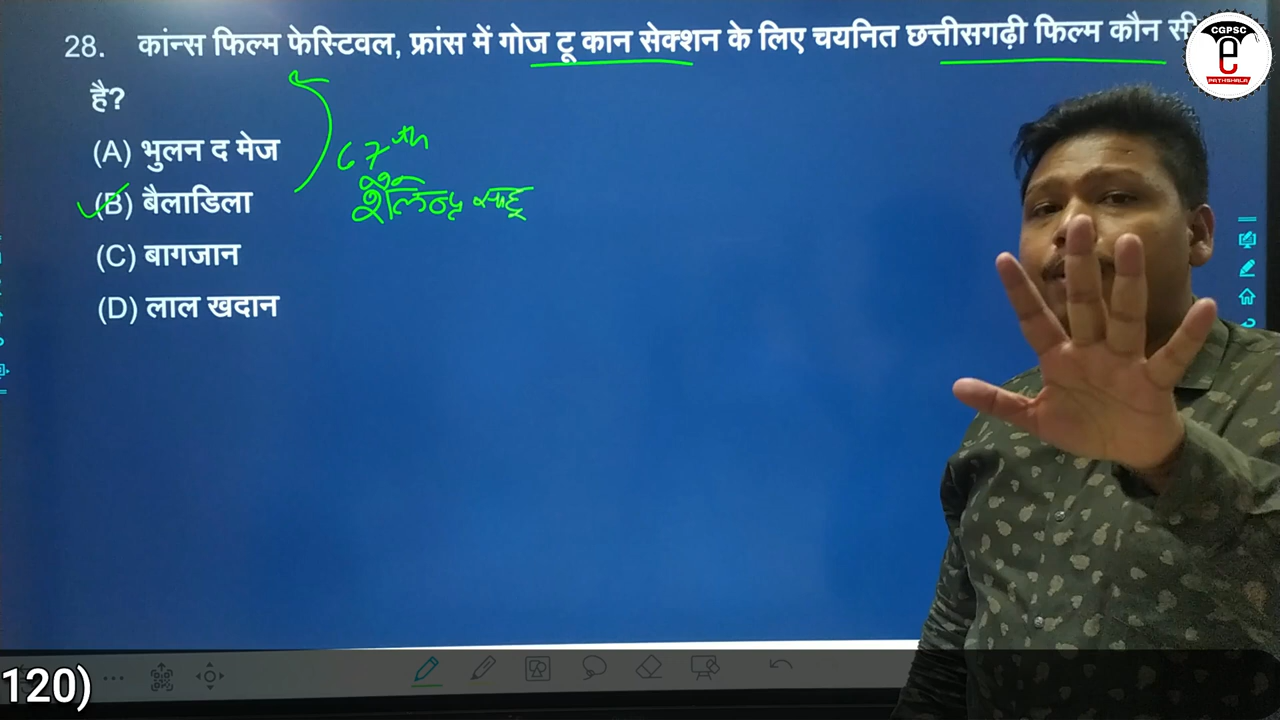 28. कांन्स फिल्म फेस्टिवल, फ्रांस में गोज टू कान सेक्शन के लिए चयनित छत्तीसगढ़ी फिल्म कौन सी
है?
(A) भुलन द मेज
(B) बैलाडिला
(C) बागजान
(D) लाल खदान
67th
शैलेन्द्र साहू
CGPSC
e
PATHSHALA
120)